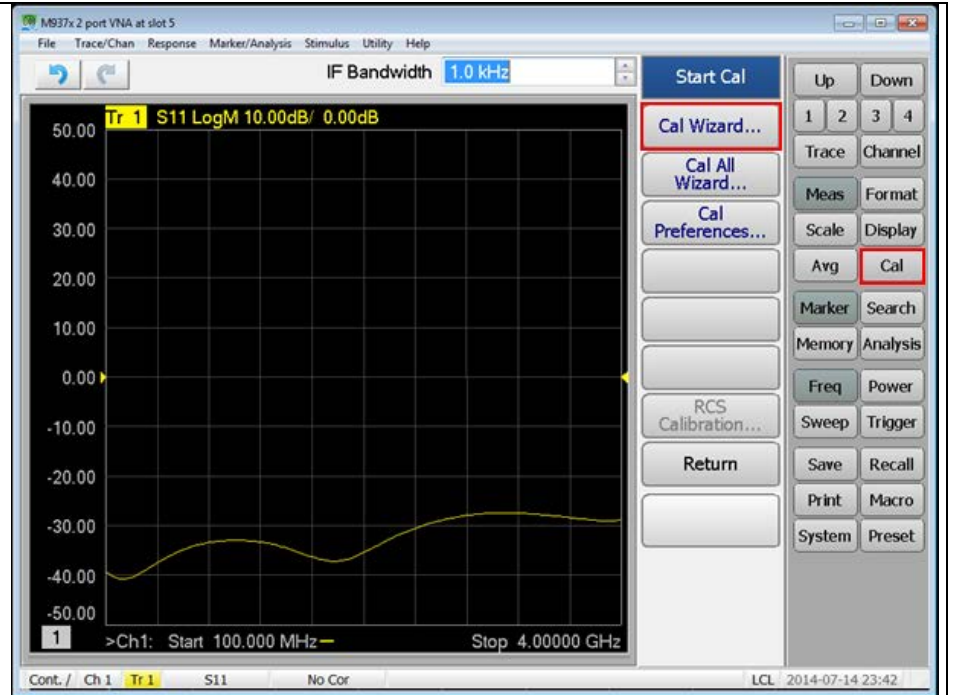 M937x 2 port VNA at slot 5
File Trace/Chan Response Marker/Analysis Stimulus Utility Help
IF Bandwidth 1.0 kHz
Tr 1 S11 LogM 10.00dB/ 0.00dB
50.00
40.00
30.00
20.00
10.00
0.00
-10.00
-20.00
-30.00
-40.00
-50.00
1 >Ch1: Start 100.000 MHz Stop 4.00000 GHz
Start Cal
Cal Wizard...
Cal All
Wizard...
Cal
Preferences...
RCS
Calibration...
Return
Up Down
1 2 3 4
Trace Channel
Meas Format
Scale Display
Avg Cal
Marker Search
Memory Analysis
Freq Power
Sweep Trigger
Save Recall
Print Macro
System Preset
Cont. / Ch 1 Tr 1 S11 No Cor LCL 2014-07-14 23:42